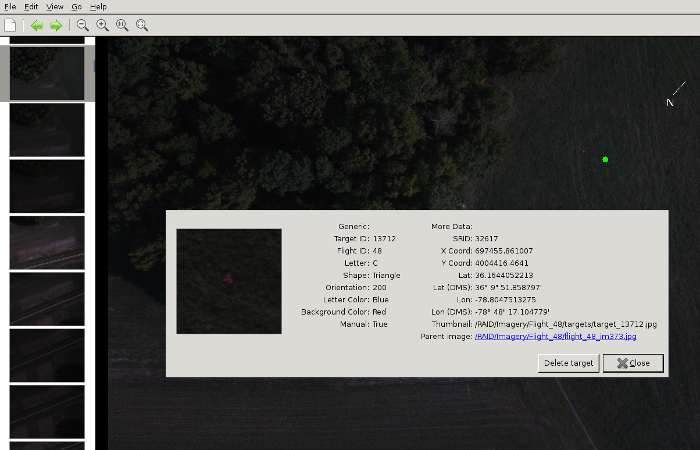 File Edit View Go Help
N
Generic:
Target ID: 13712
Flight ID: 48
Letter: C
Shape: Triangle
Orientation: 200
Letter Color: Blue
Background Color: Red
Manual: True
More Data:
SRID: 32617
X Coord: 697455.861007
Y Coord: 4004416.4641
Lat: 36.1644052213
Lat (DMS): 36° 9' 51.858797'
Lon: -78.8047513275
Lon (DMS): -78° 48' 17.104779'
Thumbnail: /RAID/Imagery/Flight_48/targets/target_13712.jpg
Parent image: /RAID/Imagery/Flight_48/flight_48_im373.jpg
Delete target
Close